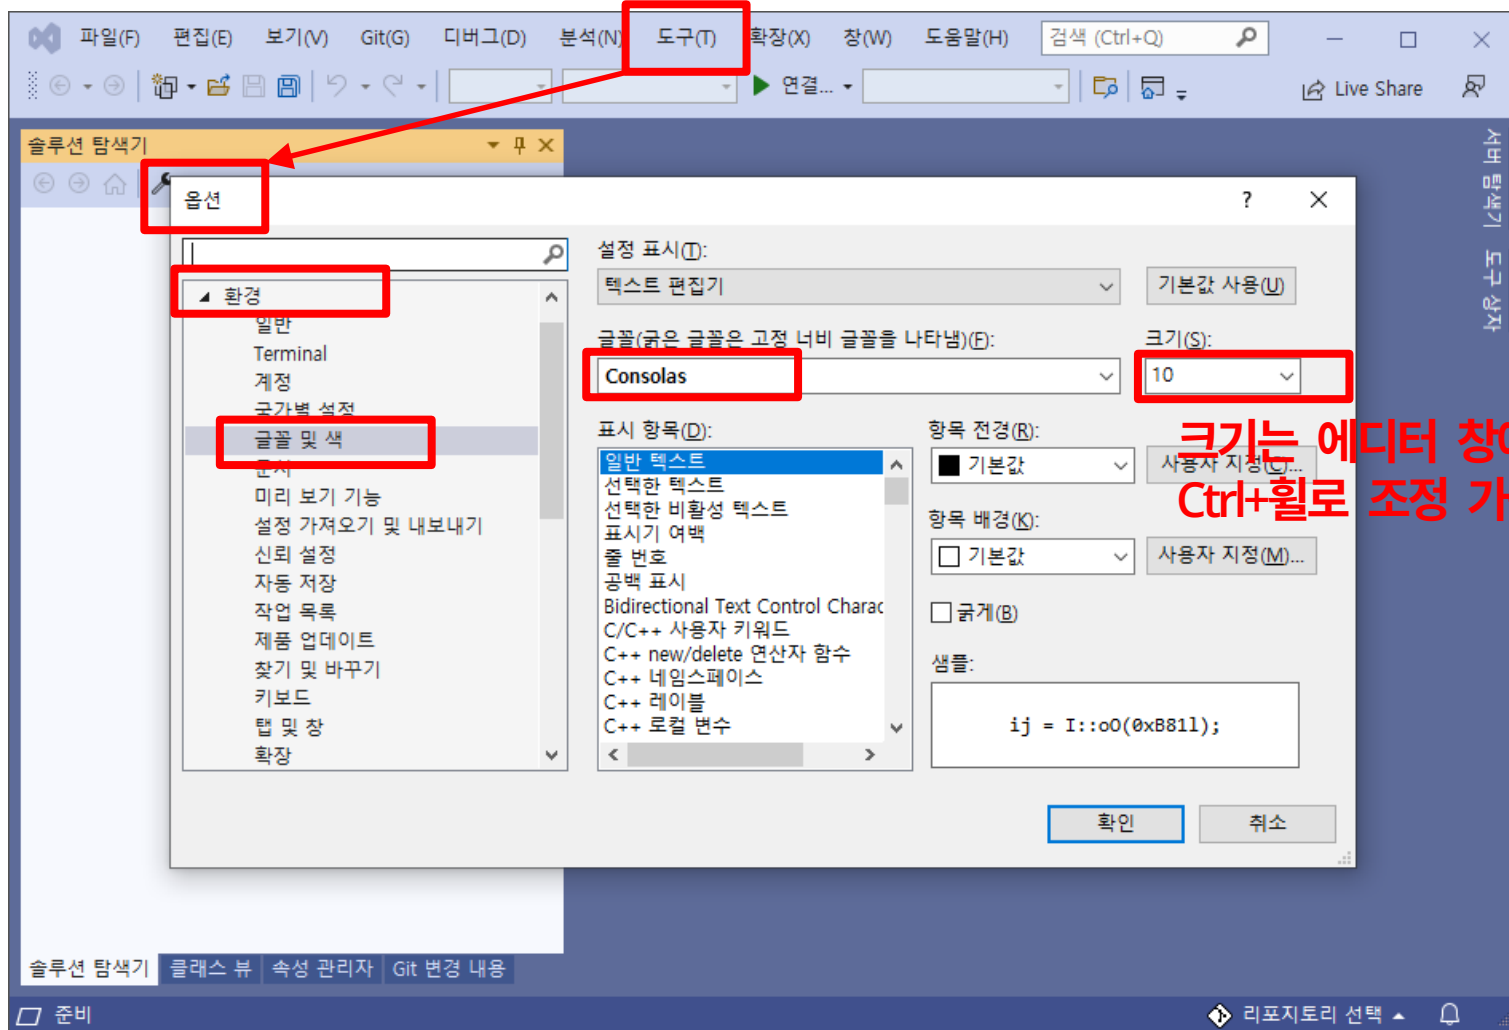 파일(F) 편집(E) 보기(V) Git(G) 디버그(D) 분석(N) 도구(T) 확장(X) 창(W) 도움말(H) 검색 (Ctrl+Q)
연결... Live Share
솔루션 탐색기
서버 탐색기
도구 상자
옵션 ?
설정 표시(T):
텍스트 편집기 기본값 사용(U)
환경
일반
Terminal
계정
국가별 설정
글꼴 및 색
문서
미리 보기 기능
설정 가져오기 및 내보내기
신뢰 설정
자동 저장
작업 목록
제품 업데이트
찾기 및 바꾸기
키보드
탭 및 창
확장
글꼴(굵은 글꼴은 고정 너비 글꼴을 나타냄)(F): 크기(S):
Consolas 10
크기는 에디터 창에
Ctrl+휠로 조정 가
표시 항목(D): 항목 전경(R):
일반 텍스트
선택한 텍스트
선택한 비활성 텍스트
표시기 여백
줄 번호
공백 표시
Bidirectional Text Control Charac
C/C++ 사용자 키워드
C++ new/delete 연산자 함수
C++ 네임스페이스
C++ 레이블
C++ 로컬 변수
기본값 사용자 지정(C)...
항목 배경(K):
기본값 사용자 지정(M)...
굵게(B)
샘플:
ij = I::oO(0xB81l);
확인 취소
솔루션 탐색기 클래스 뷰 속성 관리자 Git 변경 내용
준비 리포지토리 선택